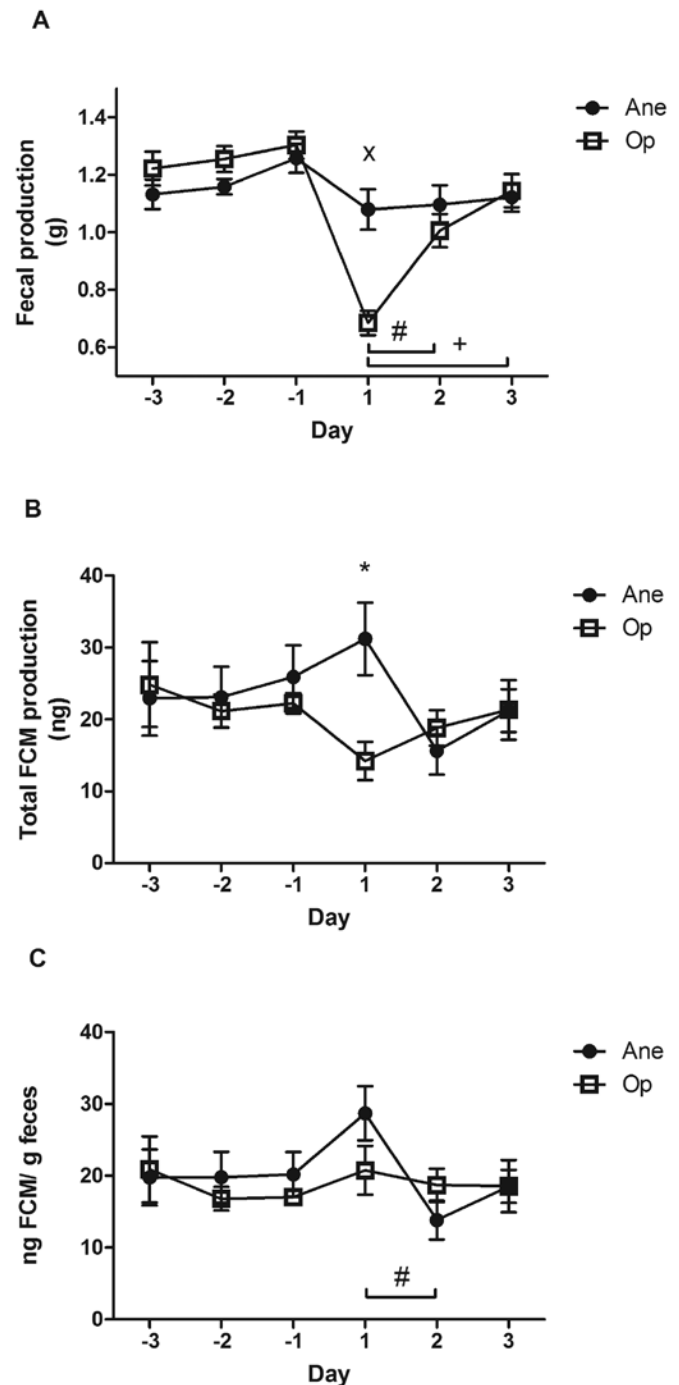 A
Fecal production
(g)
1.4
1.2
1.0
0.8
0.6
x
#
+
-3 -2 -1 1 2 3
Day
Ane
Op
B
Total FCM production
(ng)
40
30
20
10
0
*
-3 -2 -1 1 2 3
Day
Ane
Op
C
ng FCM/ g feces
40
30
20
10
0
#
-3 -2 -1 1 2 3
Day
Ane
Op